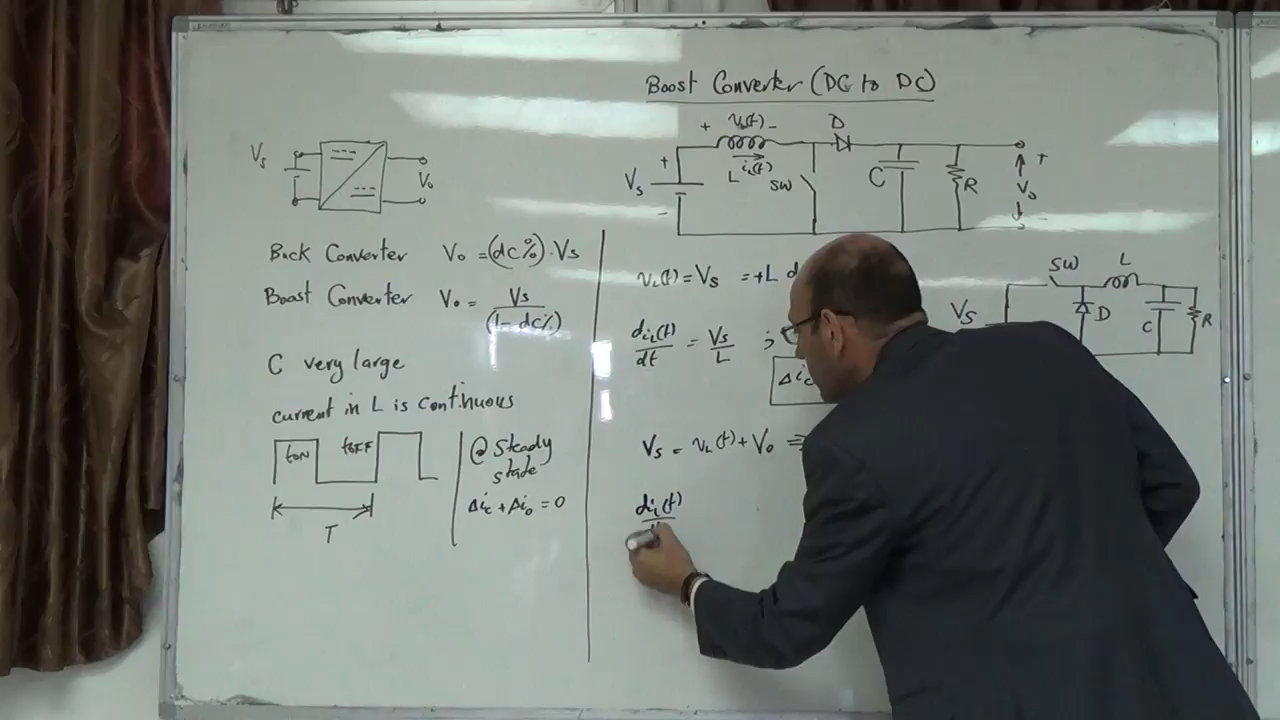 Boost Converter (DC to DC)
Vs
Vo
+ vL(t) -
D
+
L iL(t)
SW
C
R
+
Vo
-
Vs
-
Buck Converter Vo = (dc%)·Vs
Boost Converter Vo = Vs / (1 - dc%)
C very large
current in L is continuous
tON tOFF
T
@ Steady
state
Δic + Δio = 0
vL(t) = Vs = +L d
diL(t)/dt = Vs/L ; i
Δic
Vs = vL(t) + Vo ⇒
diL(t)
SW
L
Vs
D
C
R